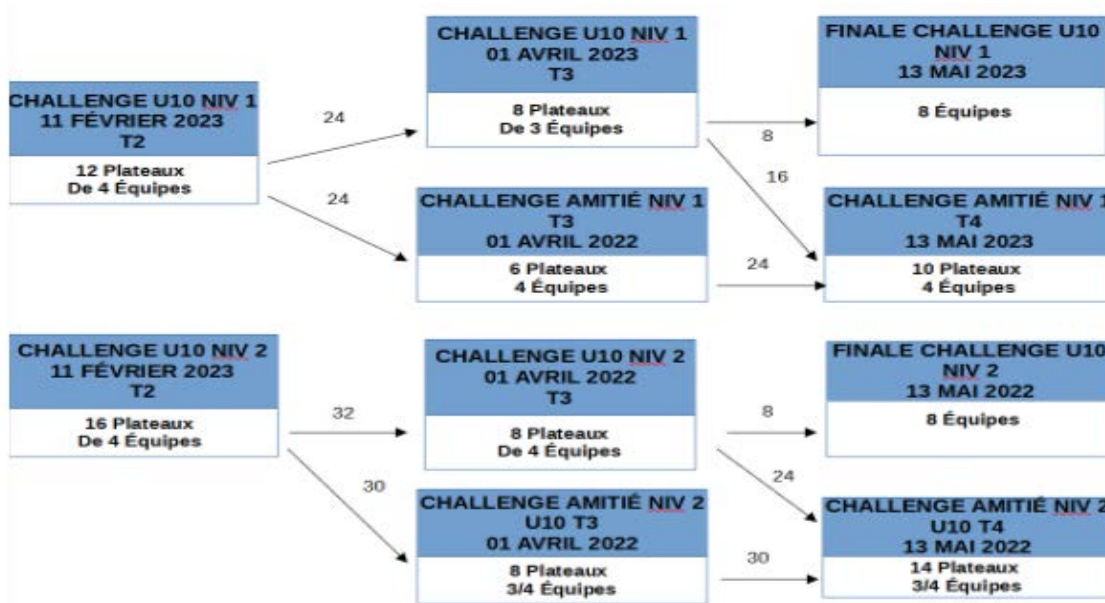 CHALLENGE U10 NIV 1
11 FÉVRIER 2023
T2
12 Plateaux
De 4 Équipes
24
24
CHALLENGE U10 NIV 1
01 AVRIL 2023
T3
8 Plateaux
De 3 Équipes
CHALLENGE AMITIÉ NIV 1
T3
01 AVRIL 2022
6 Plateaux
4 Équipes
8
16
24
FINALE CHALLENGE U10
NIV 1
13 MAI 2023
8 Équipes
CHALLENGE AMITIÉ NIV 1
T4
13 MAI 2023
10 Plateaux
4 Équipes
CHALLENGE U10 NIV 2
11 FÉVRIER 2023
T2
16 Plateaux
De 4 Équipes
32
30
CHALLENGE U10 NIV 2
01 AVRIL 2022
T3
8 Plateaux
De 4 Équipes
CHALLENGE AMITIÉ NIV 2
U10 T3
01 AVRIL 2022
8 Plateaux
3/4 Équipes
8
24
30
FINALE CHALLENGE U10
NIV 2
13 MAI 2022
8 Équipes
CHALLENGE AMITIÉ NIV 2
U10 T4
13 MAI 2022
14 Plateaux
3/4 Équipes